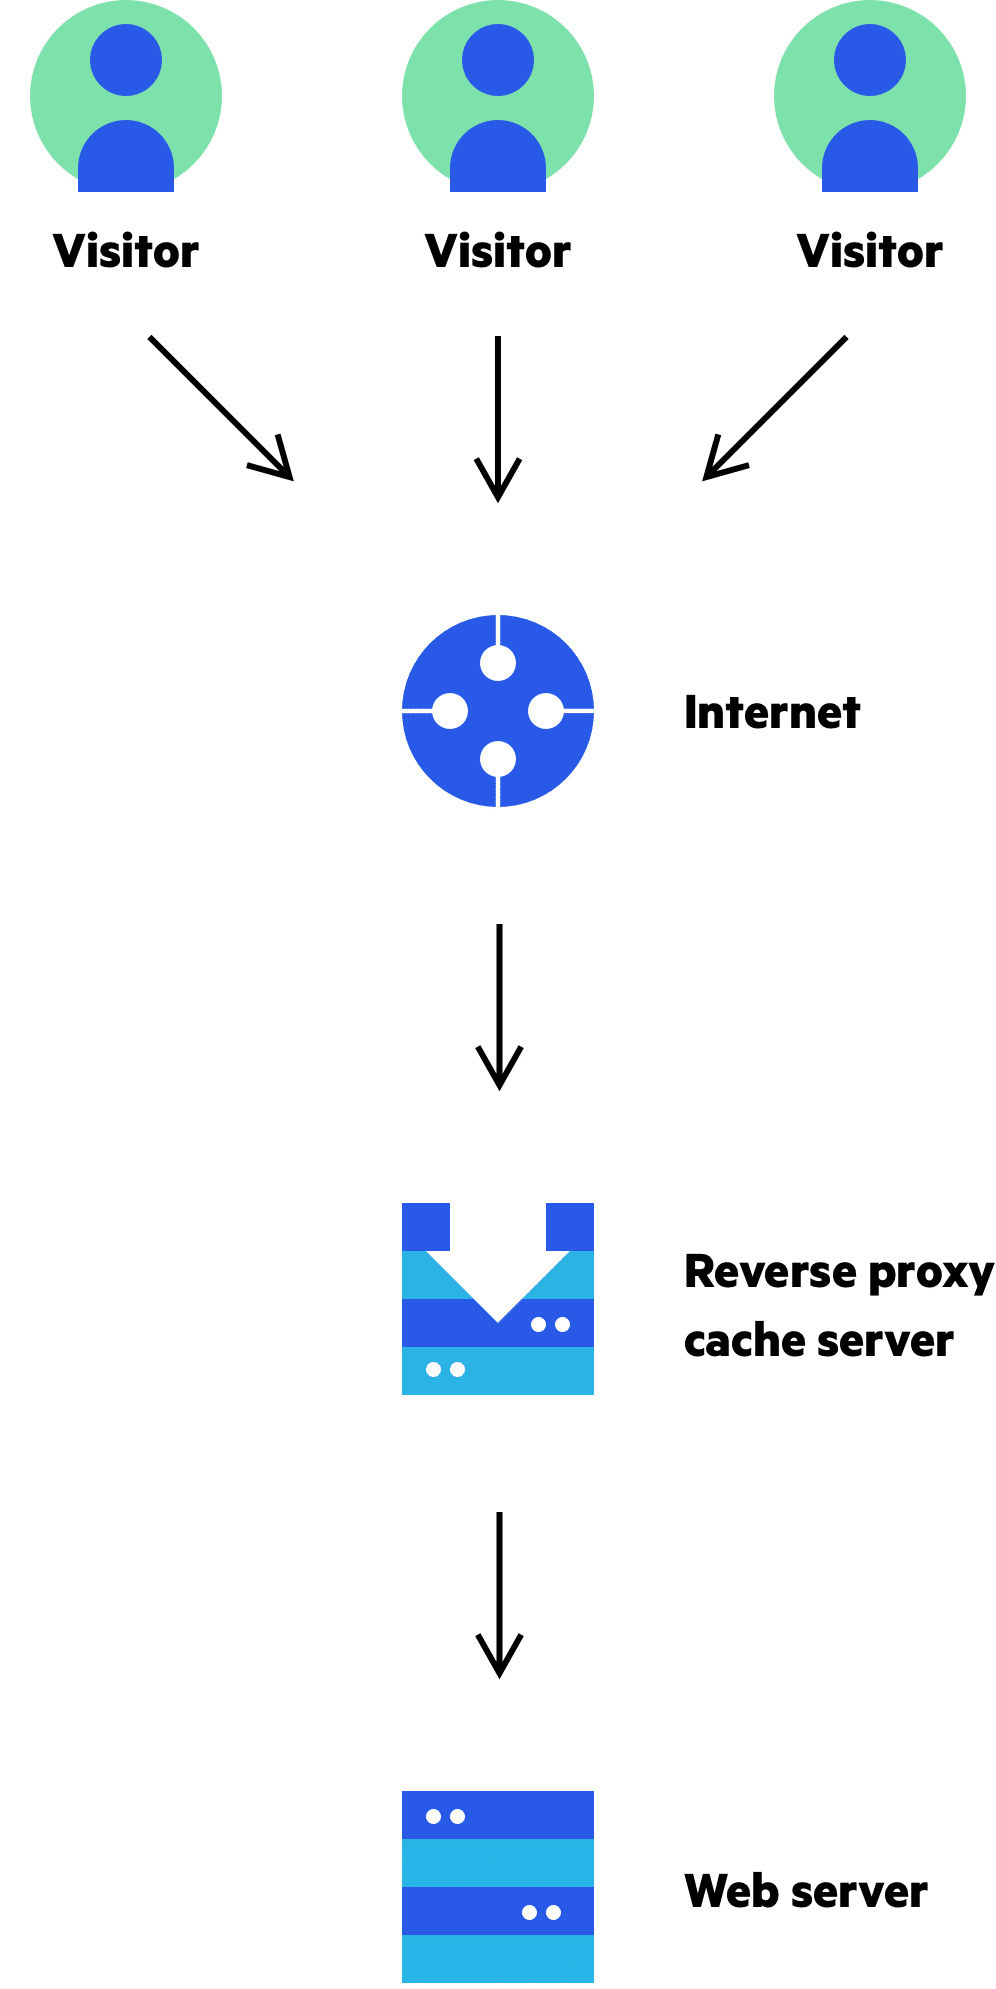 Visitor
Visitor
Visitor
Internet
Reverse proxy
cache server
Web server